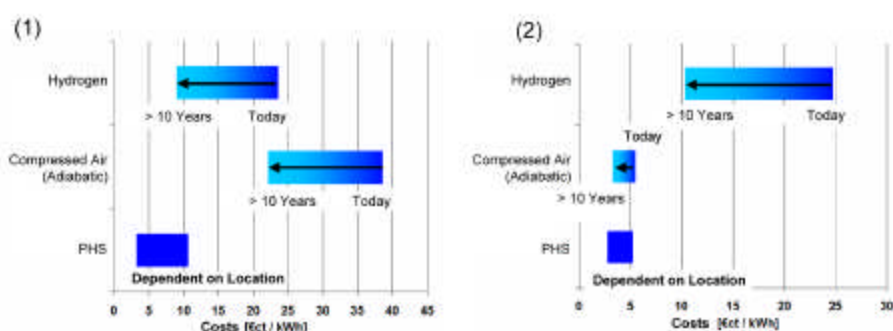 (1)
Hydrogen
> 10 Years Today
Compressed Air
(Adiabatic)
> 10 Years Today
PHS
Dependent on Location
0 5 10 15 20 25 30 35 40 45
Costs [€ct / kWh]
(2)
Hydrogen
> 10 Years Today
Today
Compressed Air
(Adiabatic)
> 10 Years
PHS
Dependent on Location
0 5 10 15 20 25 30
Costs [€ct / kWh]